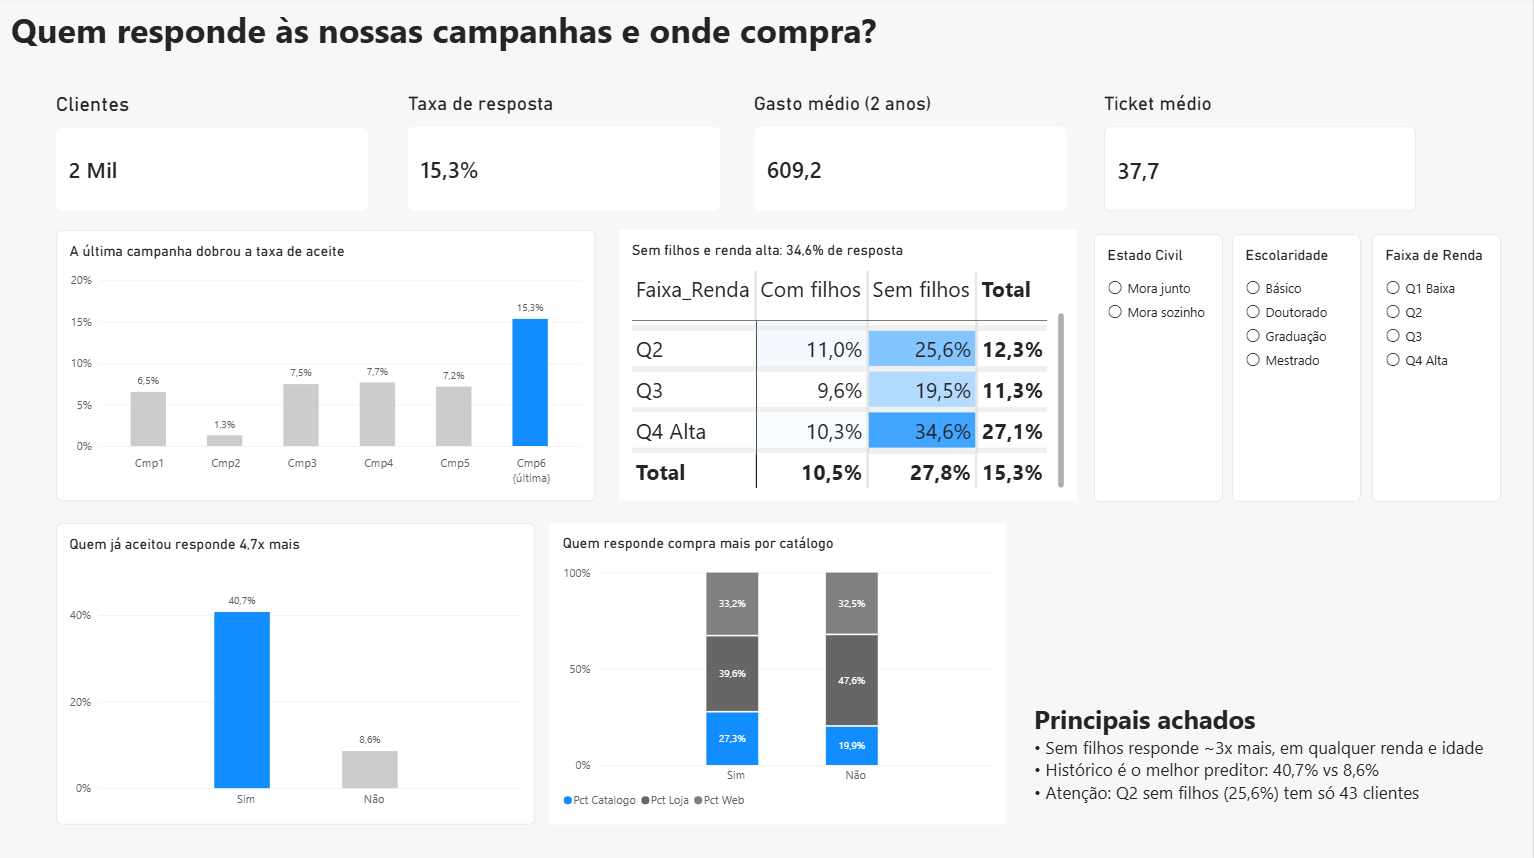 Quem responde às nossas campanhas e onde compra?
Clientes
2 Mil
Taxa de resposta
15,3%
Gasto médio (2 anos)
609,2
Ticket médio
37,7
A última campanha dobrou a taxa de aceite
20%
15%
10%
5%
0%
6,5%
1,3%
7,5%
7,7%
7,2%
15,3%
Cmp1
Cmp2
Cmp3
Cmp4
Cmp5
Cmp6
(última)
Sem filhos e renda alta: 34,6% de resposta
Faixa_Renda Com filhos Sem filhos Total
Q2 11,0% 25,6% 12,3%
Q3 9,6% 19,5% 11,3%
Q4 Alta 10,3% 34,6% 27,1%
Total 10,5% 27,8% 15,3%
Estado Civil
Mora junto
Mora sozinho
Escolaridade
Básico
Doutorado
Graduação
Mestrado
Faixa de Renda
Q1 Baixa
Q2
Q3
Q4 Alta
Quem já aceitou responde 4,7x mais
40%
20%
0%
40,7%
8,6%
Sim
Não
Quem responde compra mais por catálogo
100%
50%
0%
33,2%
39,6%
27,3%
32,5%
47,6%
19,9%
Sim
Não
Pct Catalogo Pct Loja Pct Web
Principais achados
• Sem filhos responde ~3x mais, em qualquer renda e idade
• Histórico é o melhor preditor: 40,7% vs 8,6%
• Atenção: Q2 sem filhos (25,6%) tem só 43 clientes